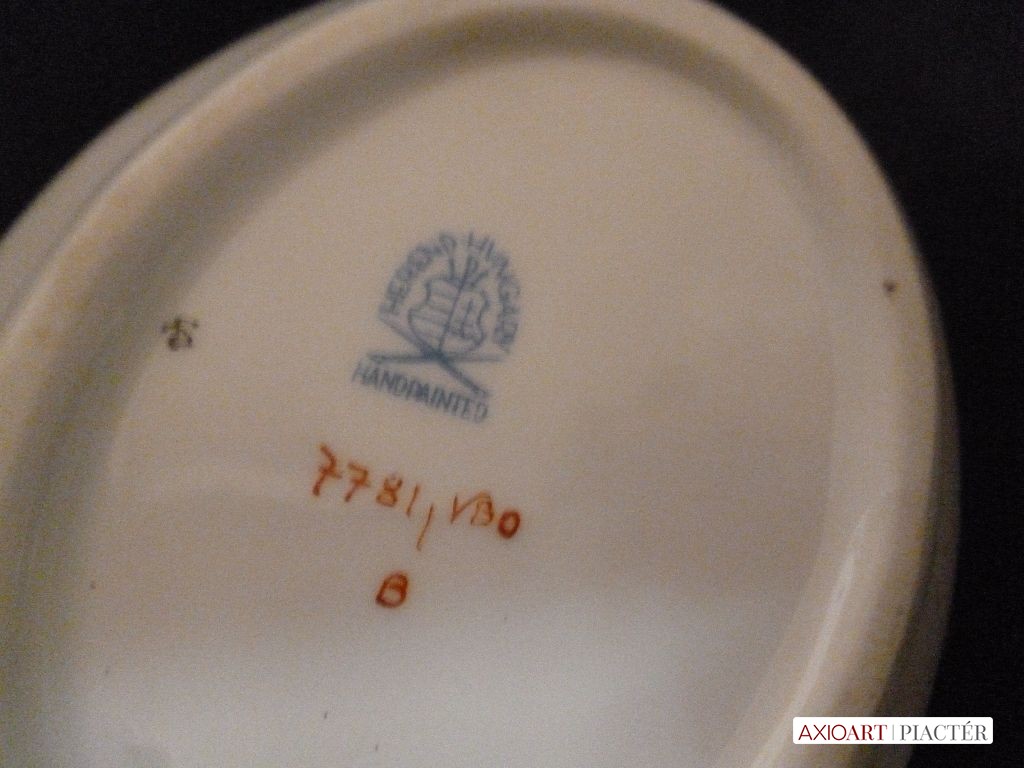 HEREND HUNGARY
HANDPAINTED
7781, VBO
B
AXIOART | PIACTÉR